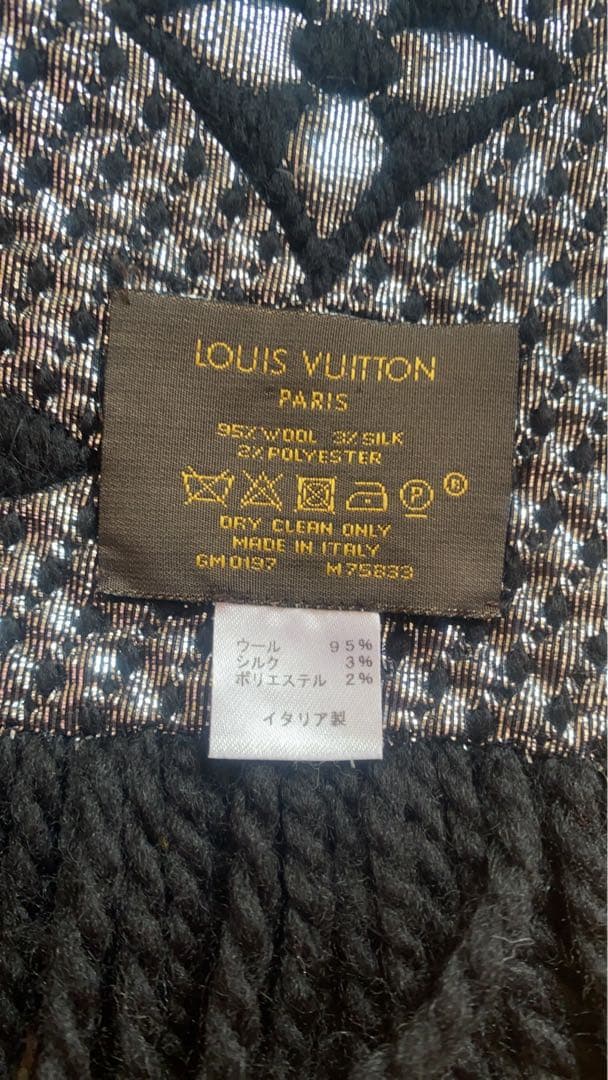 LOUIS VUITTON
PARIS
95% WOOL 3% SILK
2% POLYESTER
P ®
DRY CLEAN ONLY
MADE IN ITALY
GM0197 M75833
ウール 95%
シルク 3%
ポリエステル 2%
イタリア製